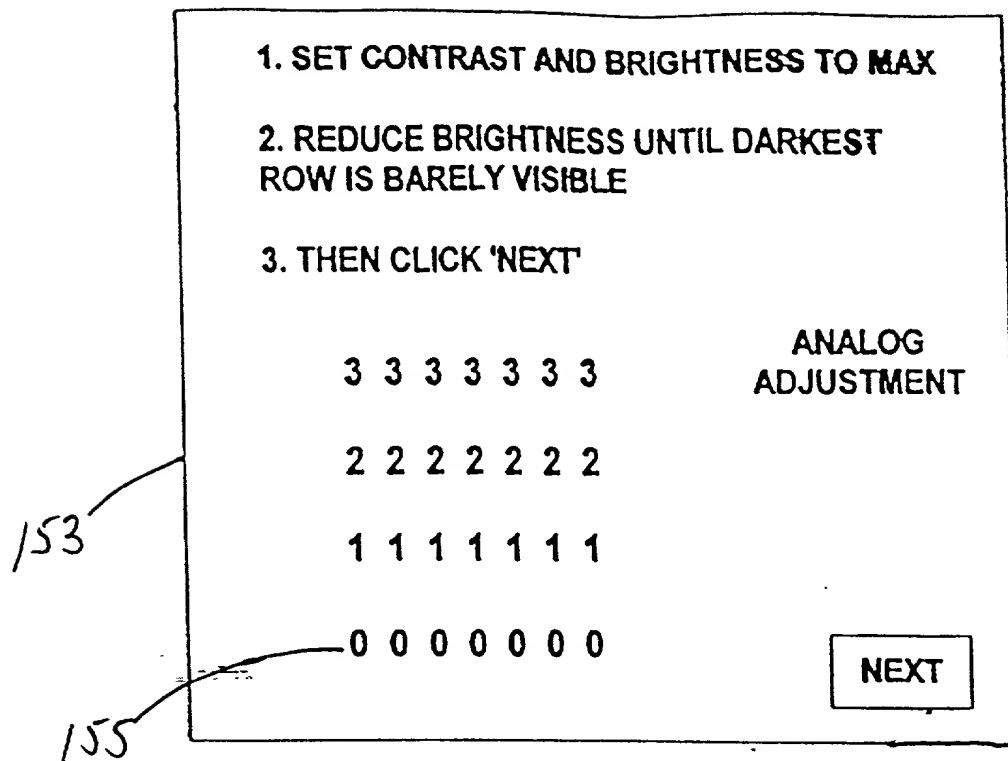 1. SET CONTRAST AND BRIGHTNESS TO MAX
2. REDUCE BRIGHTNESS UNTIL DARKEST
ROW IS BARELY VISIBLE
3. THEN CLICK 'NEXT'
3 3 3 3 3 3 3
ANALOG
ADJUSTMENT
2 2 2 2 2 2 2
1 1 1 1 1 1 1
0 0 0 0 0 0 0
NEXT
153
155